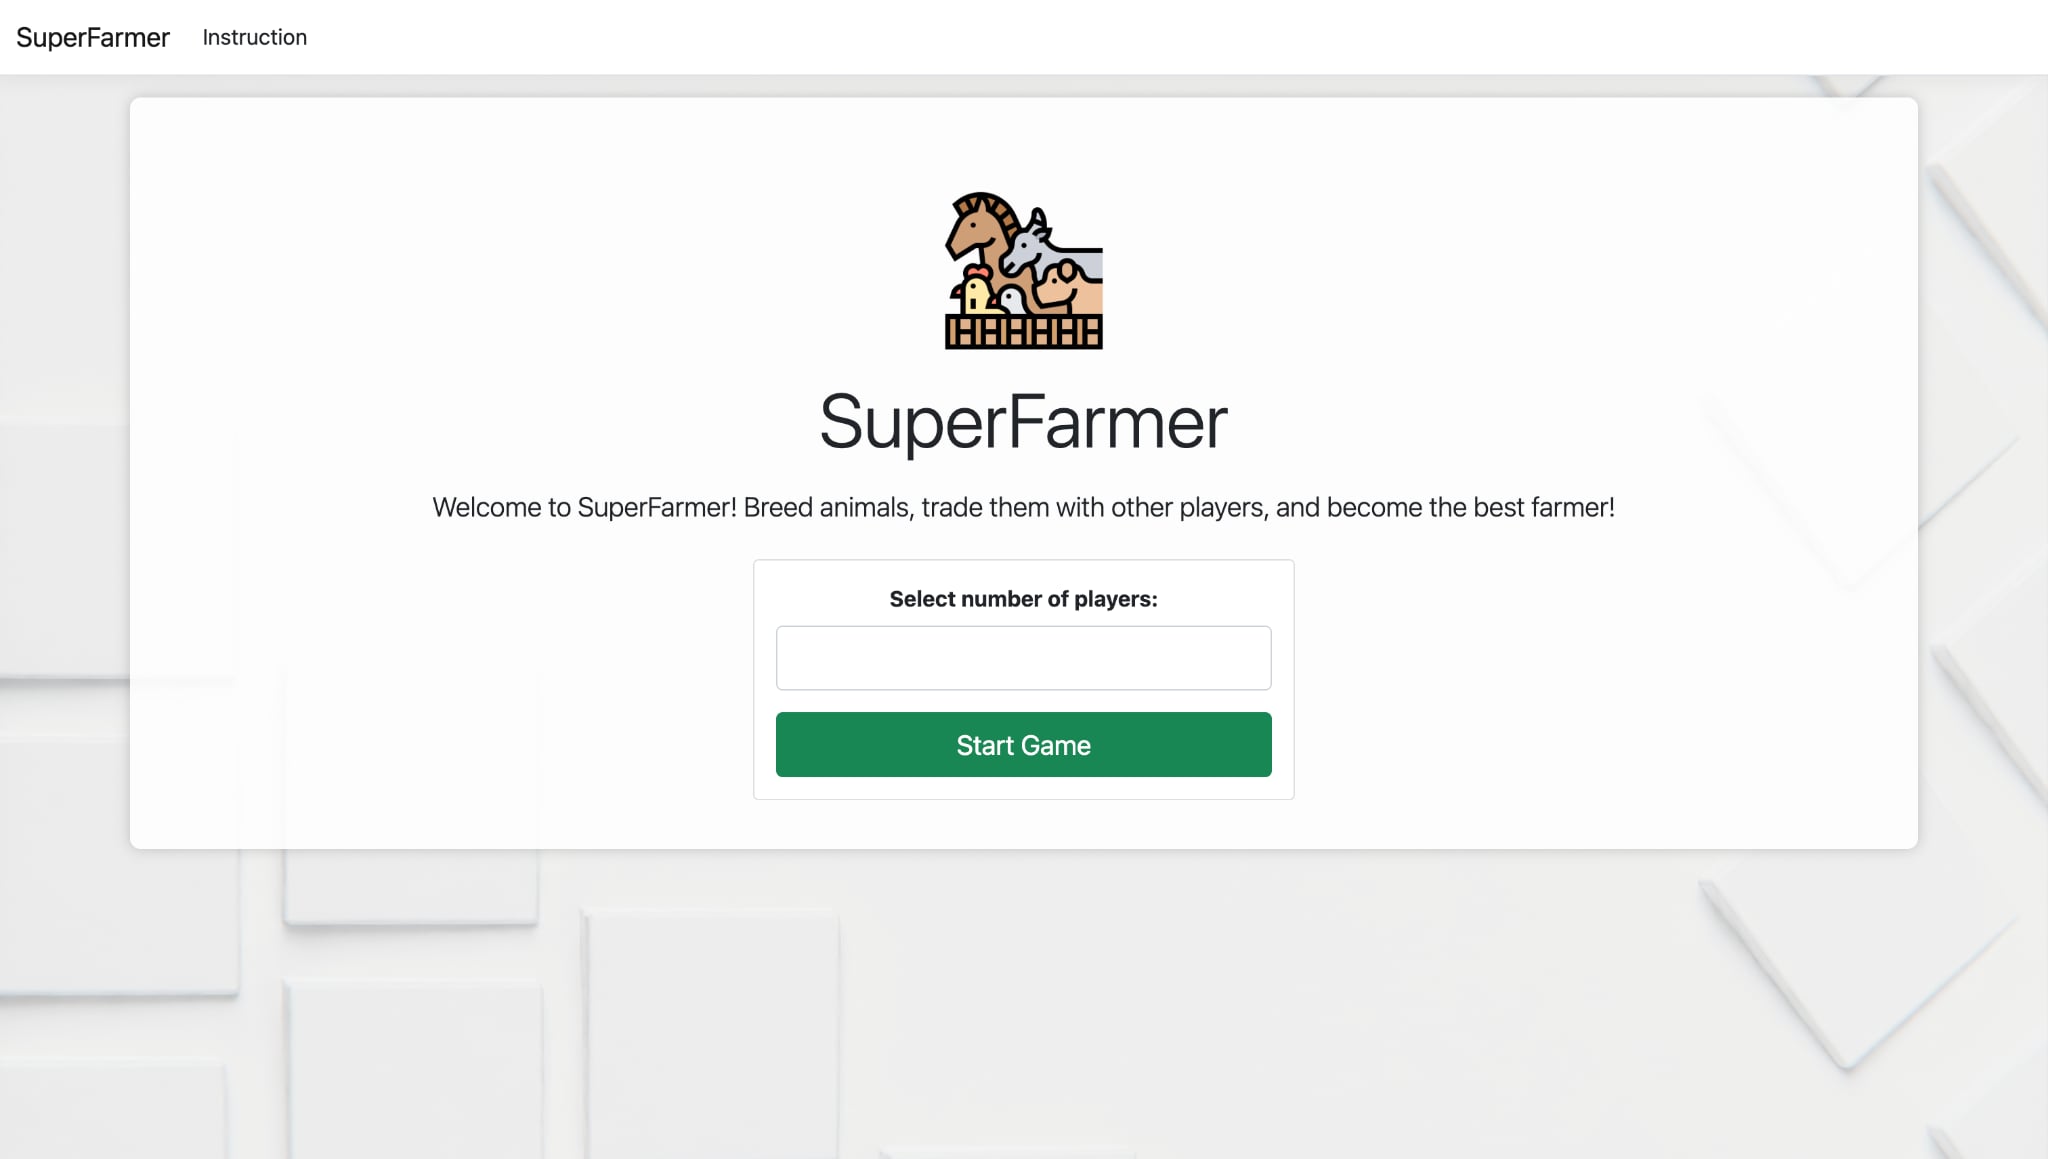 SuperFarmer Instruction
SuperFarmer
Welcome to SuperFarmer! Breed animals, trade them with other players, and become the best farmer!
Select number of players:
Start Game